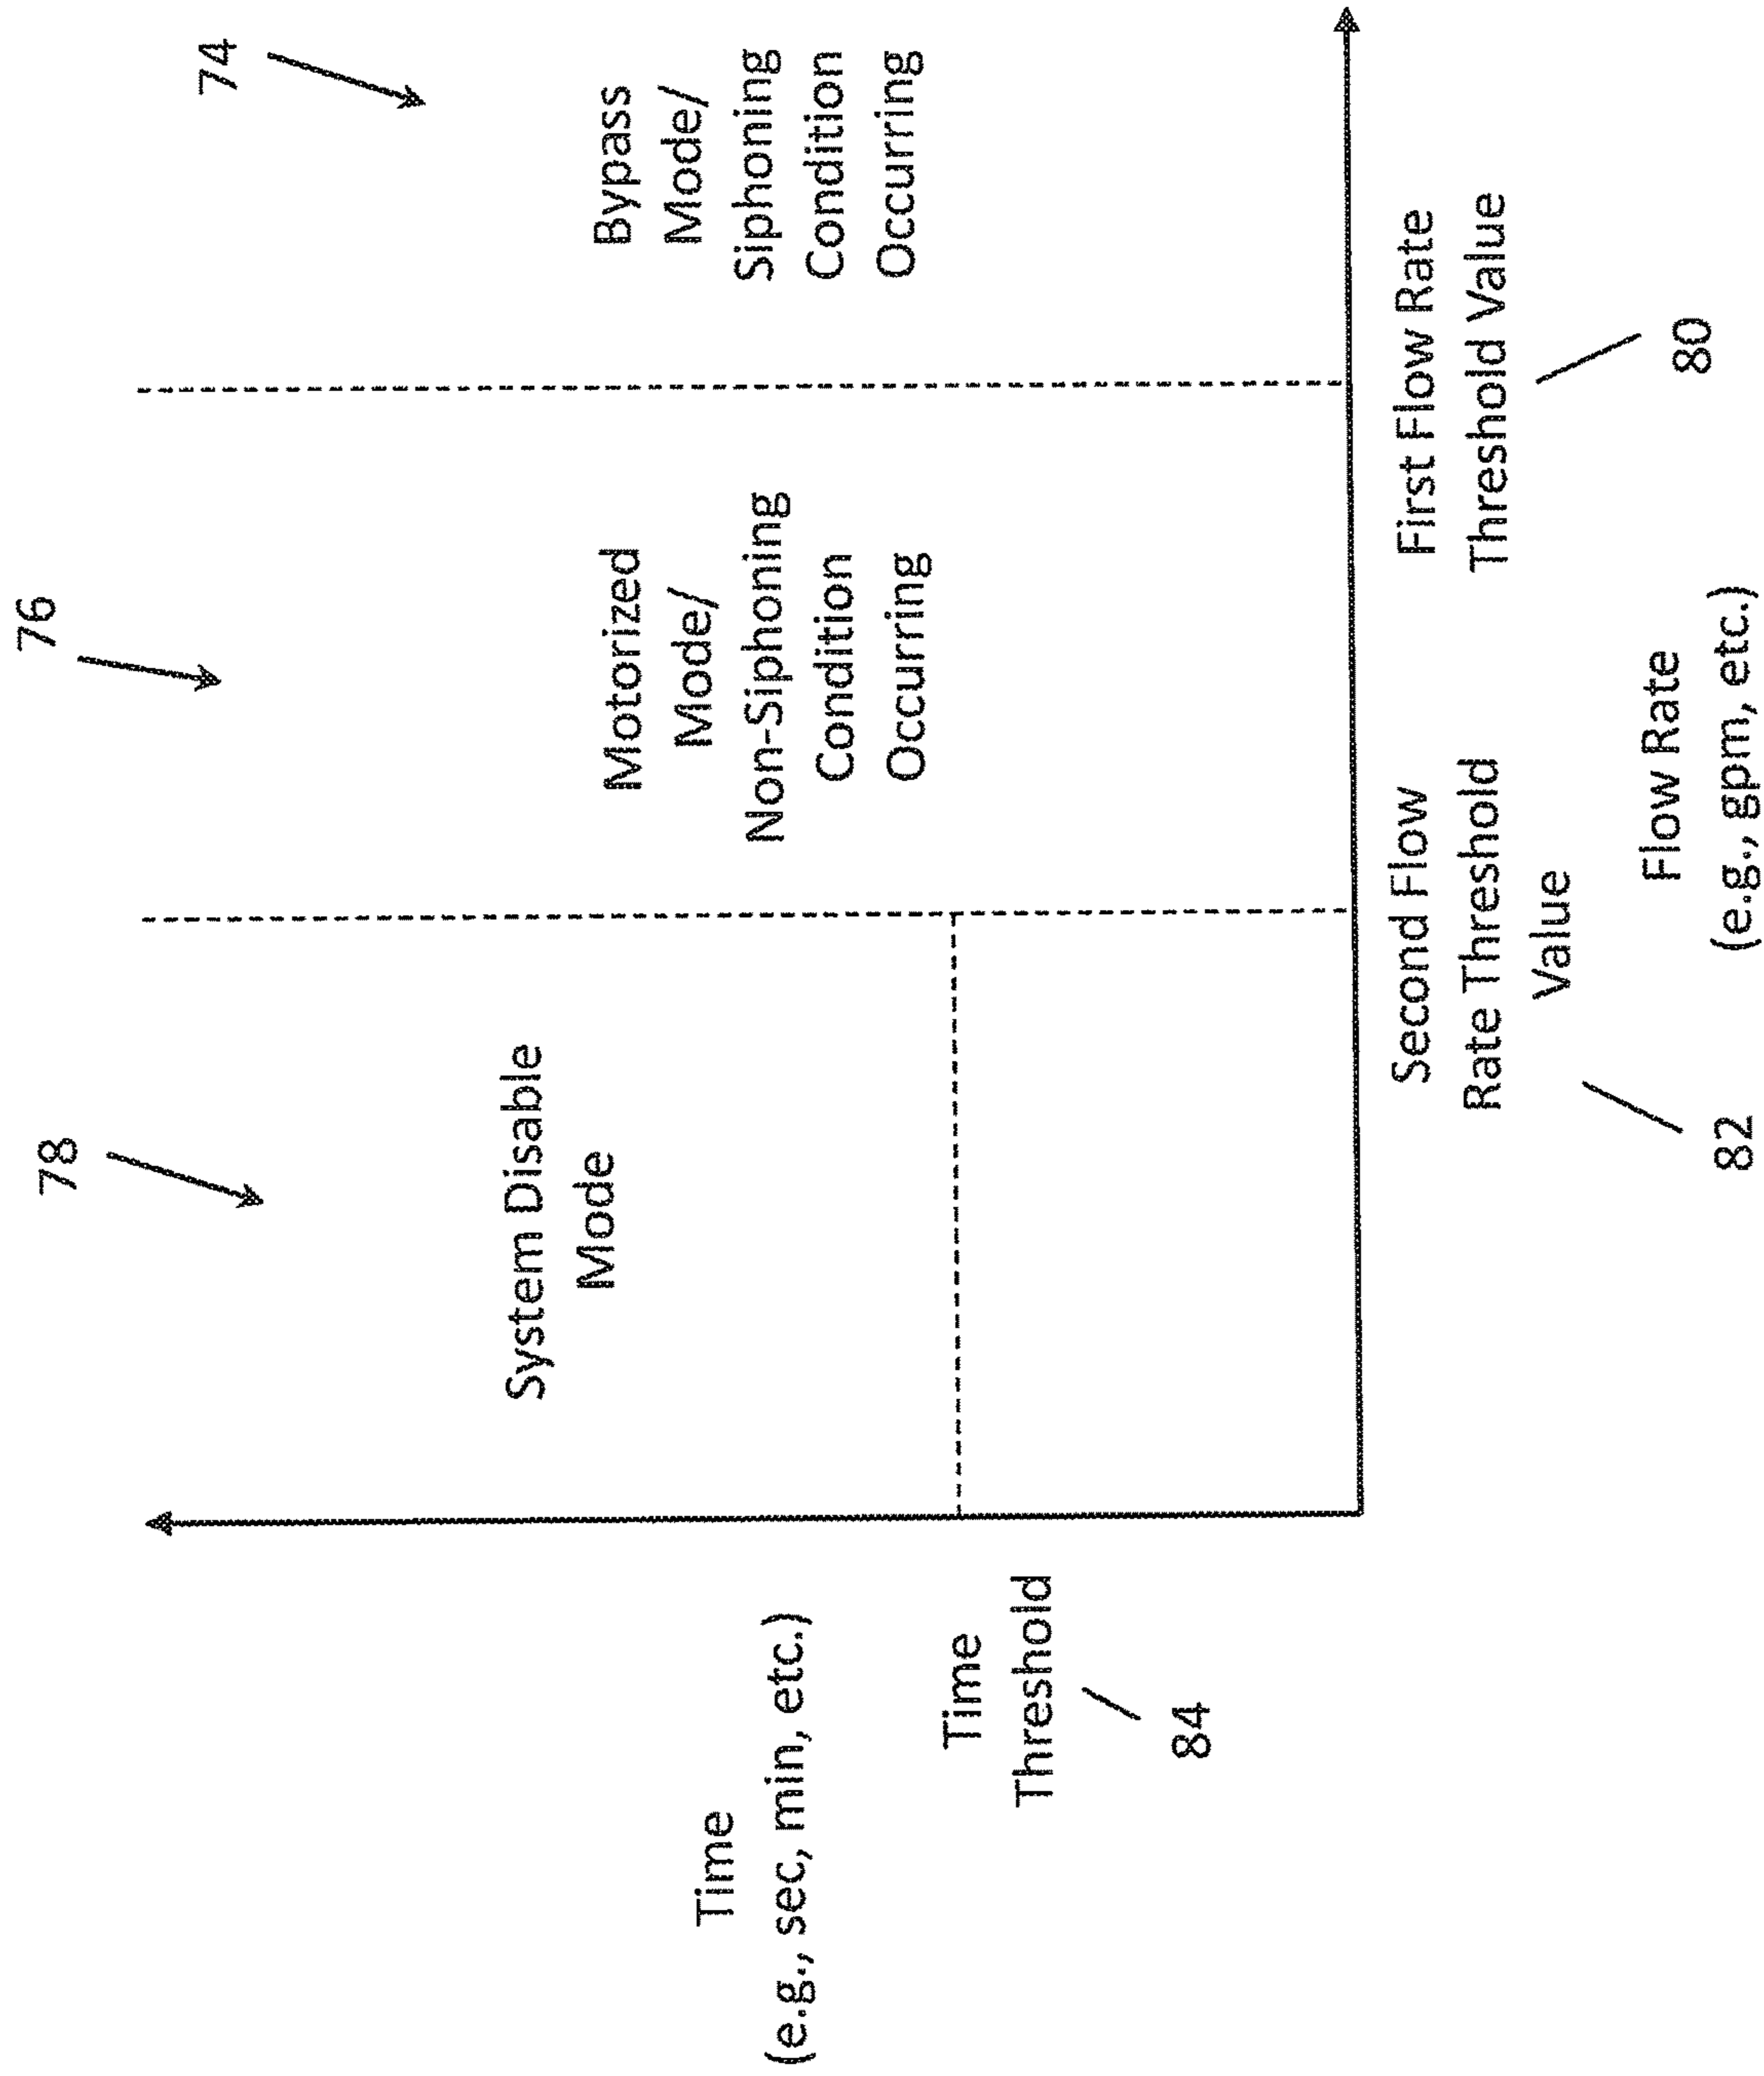 74
76
78
Bypass
Mode/
Siphoning
Condition
Occurring
Motorized
Mode/
Non-Siphoning
Condition
Occurring
System Disable
Mode
Time
(e.g., sec, min, etc.)
Time
Threshold
84
Second Flow
Rate Threshold
Value
82
First Flow Rate
Threshold Value
80
Flow Rate
(e.g., gpm, etc.)